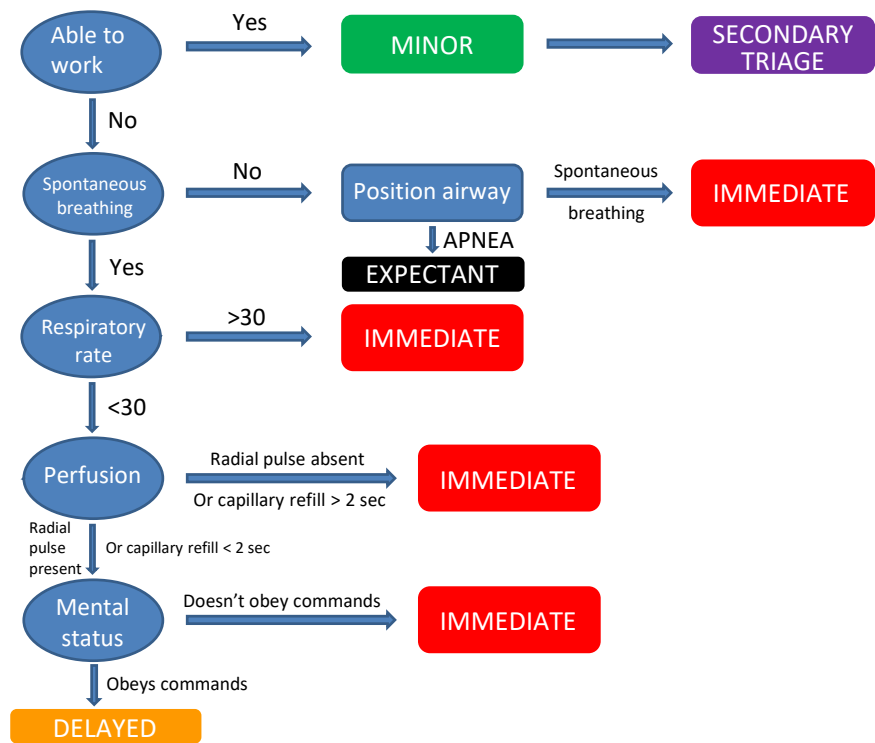 Able to
work
Yes
MINOR
SECONDARY
TRIAGE
No
Spontaneous
breathing
No
Position airway
Spontaneous
breathing
IMMEDIATE
APNEA
EXPECTANT
Yes
Respiratory
rate
>30
IMMEDIATE
<30
Perfusion
Radial pulse absent
Or capillary refill > 2 sec
IMMEDIATE
Radial
pulse
present
Or capillary refill < 2 sec
Mental
status
Doesn't obey commands
IMMEDIATE
Obeys commands
DELAYED